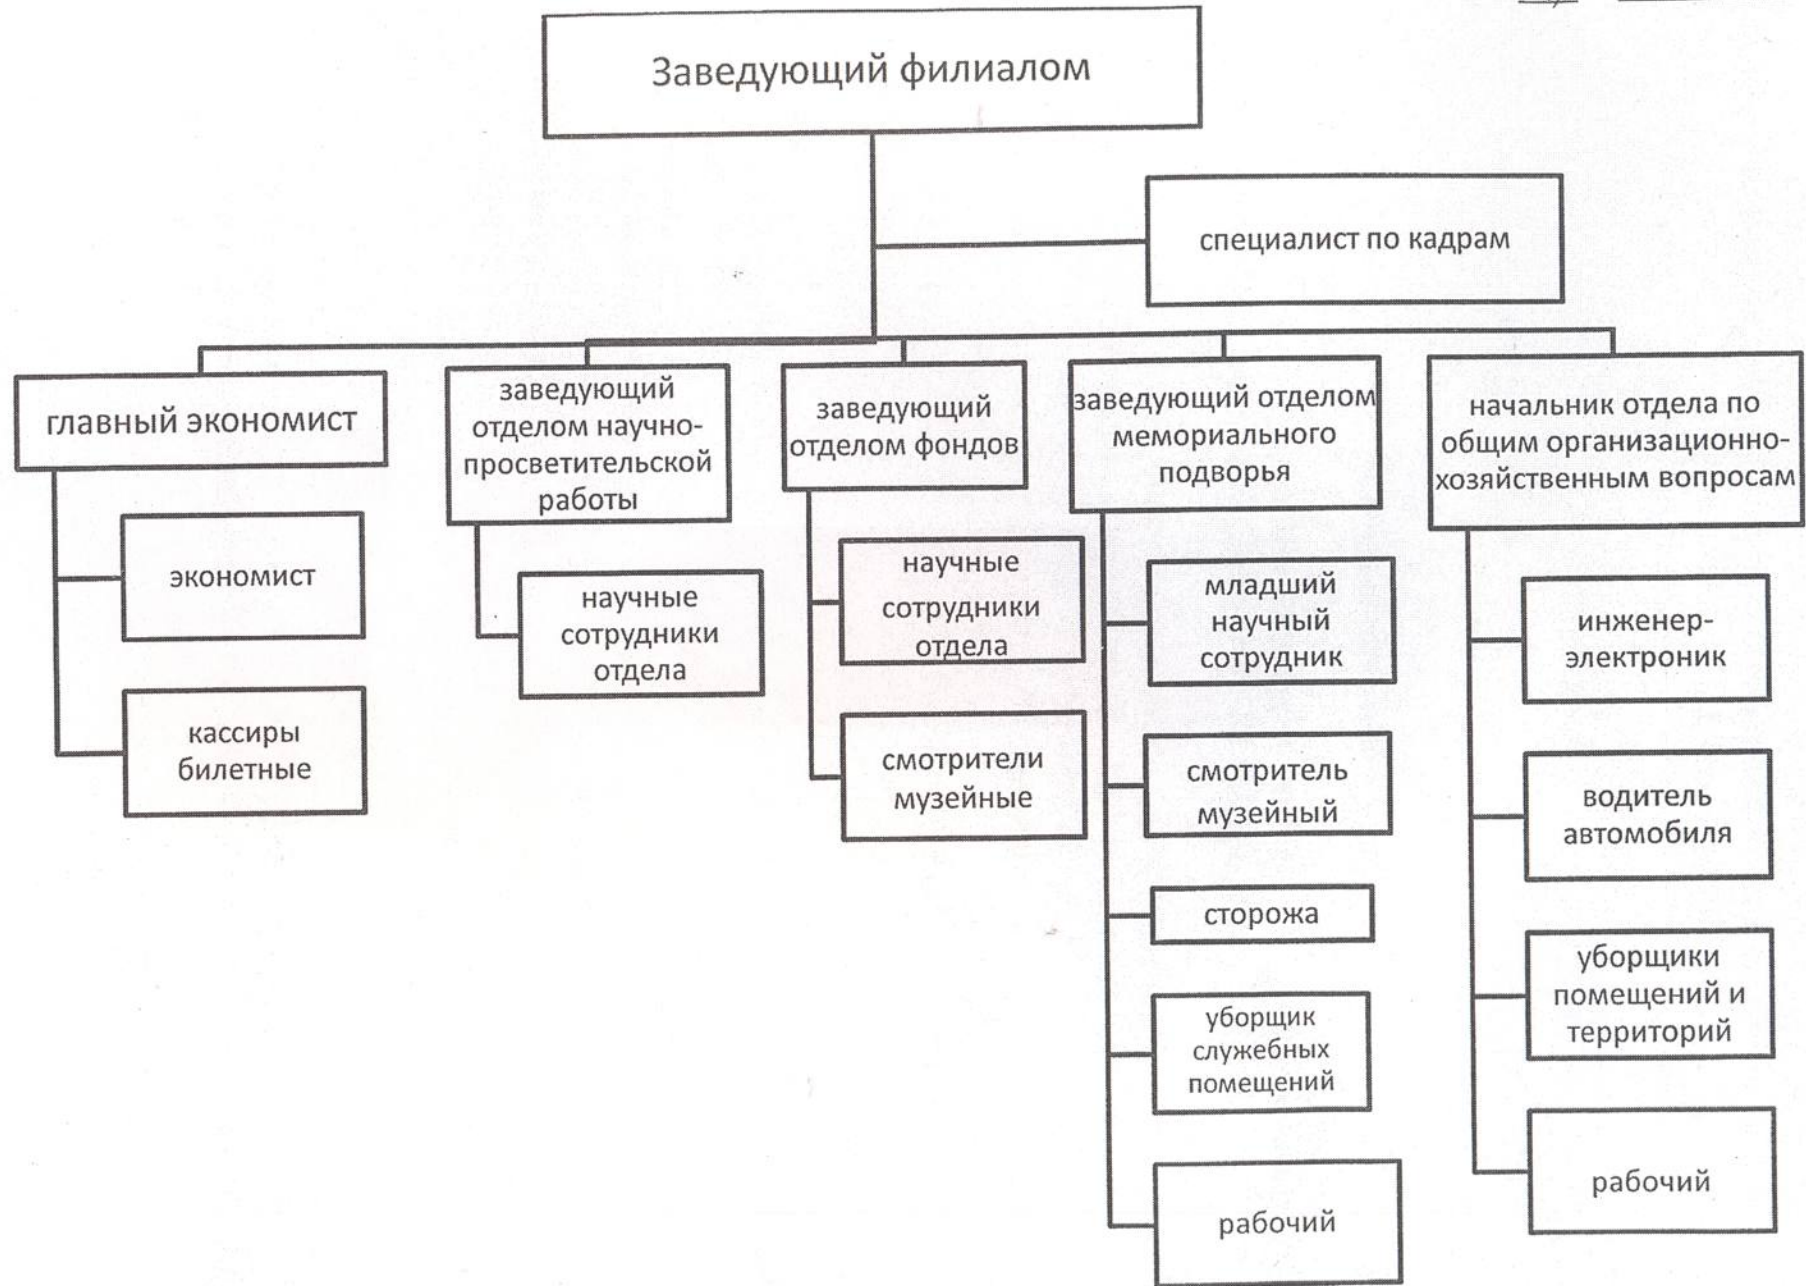 Заведующий филиалом
специалист по кадрам
главный экономист
экономист
кассиры
билетные
заведующий
отделом научно-
просветительской
работы
научные
сотрудники
отдела
заведующий
отделом фондов
научные
сотрудники
отдела
смотрители
музейные
заведующий отделом
мемориального
подворья
младший
научный
сотрудник
смотритель
музейный
сторожа
уборщик
служебных
помещений
рабочий
начальник отдела по
общим организационно-
хозяйственным вопросам
инженер-
электроник
водитель
автомобиля
уборщики
помещений и
территорий
рабочий